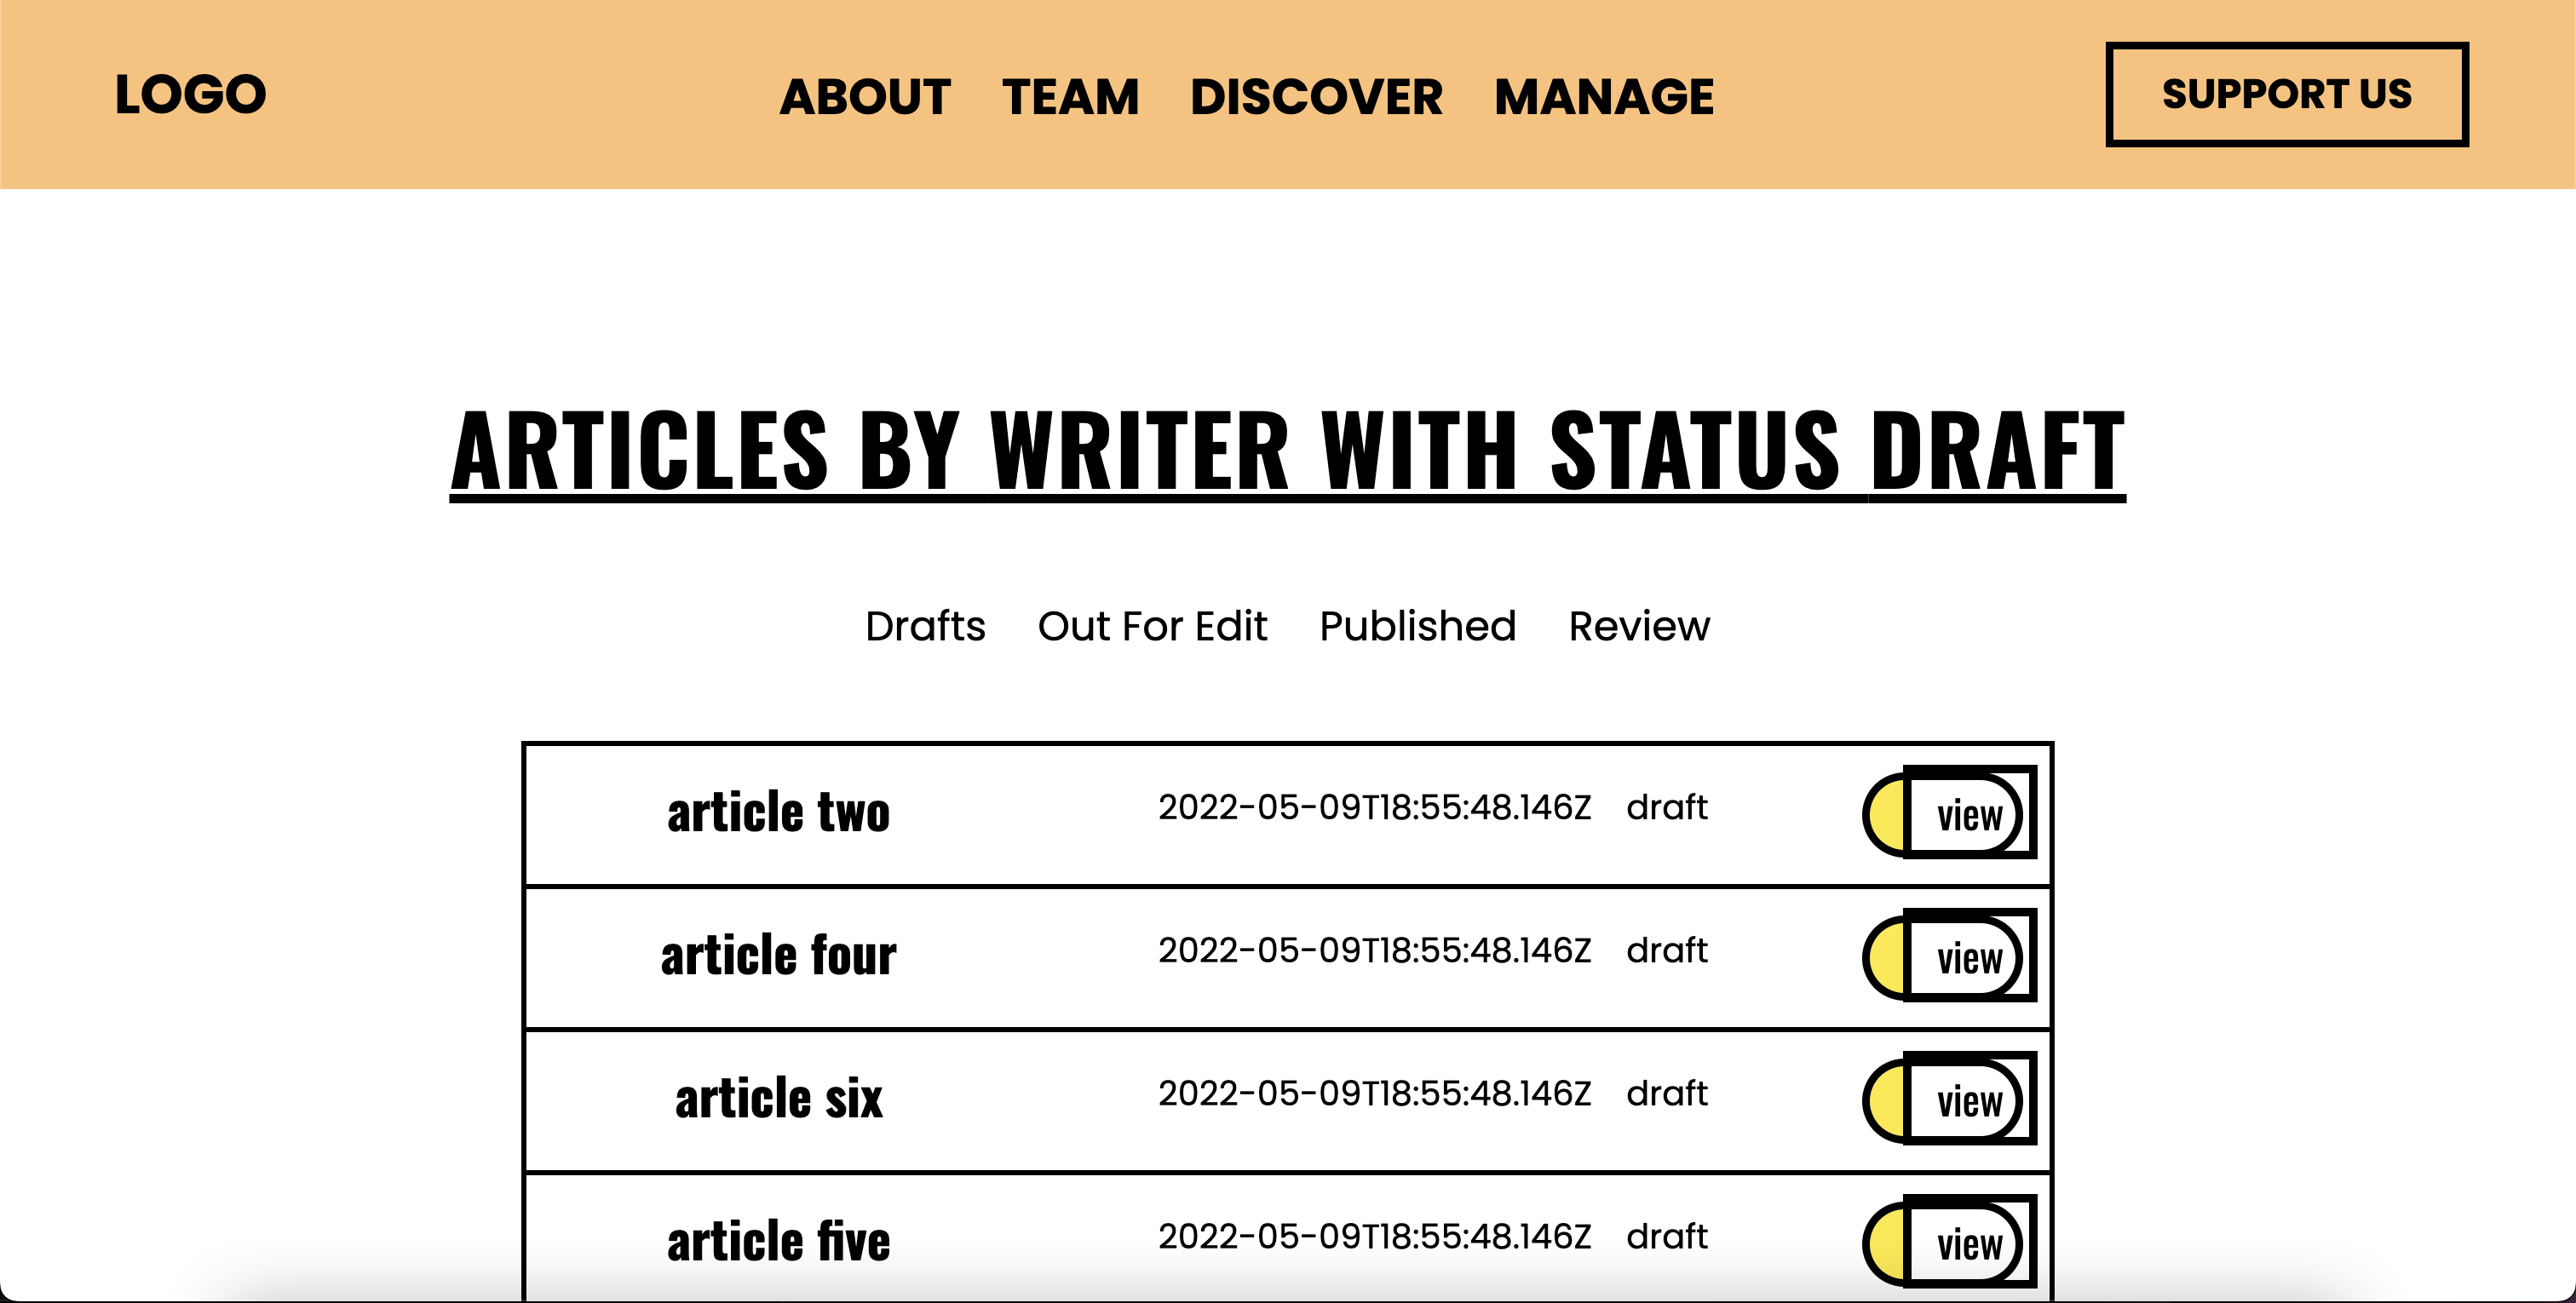 LOGO ABOUT TEAM DISCOVER MANAGE SUPPORT US
ARTICLES BY WRITER WITH STATUS DRAFT
Drafts Out For Edit Published Review
article two 2022-05-09T18:55:48.146Z draft view
article four 2022-05-09T18:55:48.146Z draft view
article six 2022-05-09T18:55:48.146Z draft view
article five 2022-05-09T18:55:48.146Z draft view